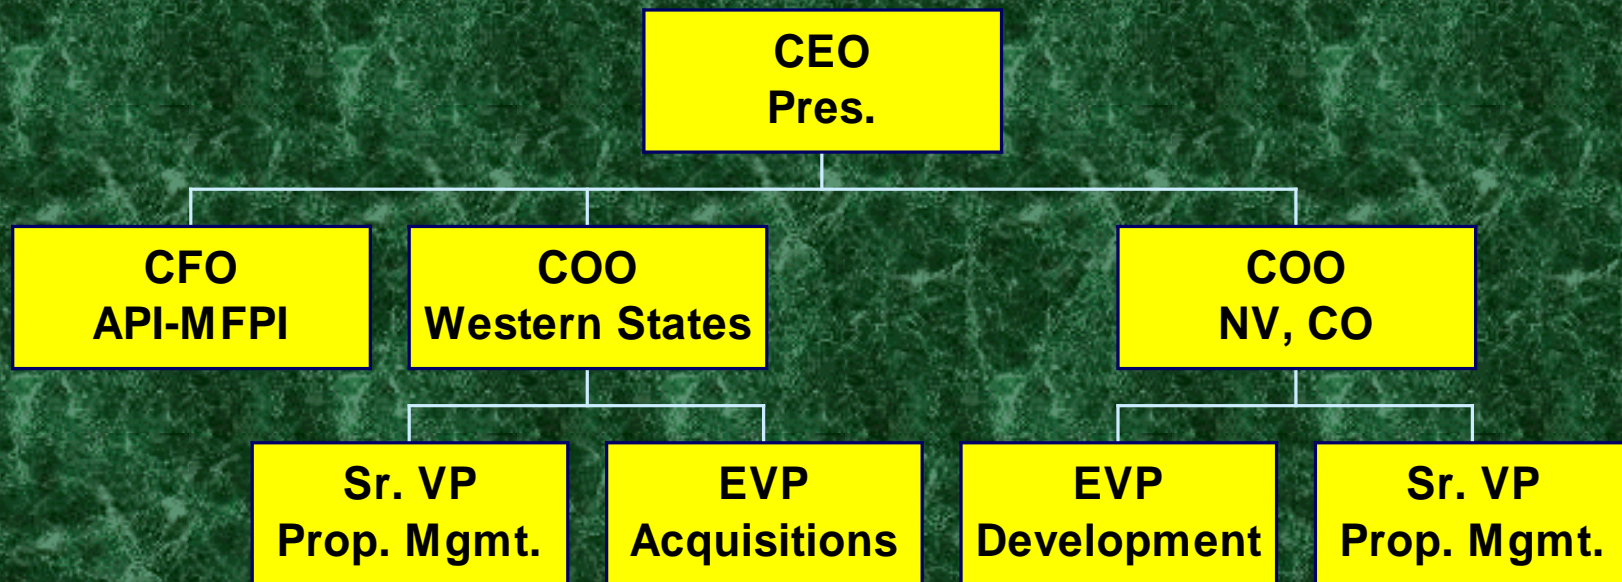 CEO
Pres.
CFO
API-MFPI
COO
Western States
COO
NV, CO
Sr. VP
Prop. Mgmt.
EVP
Acquisitions
EVP
Development
Sr. VP
Prop. Mgmt.